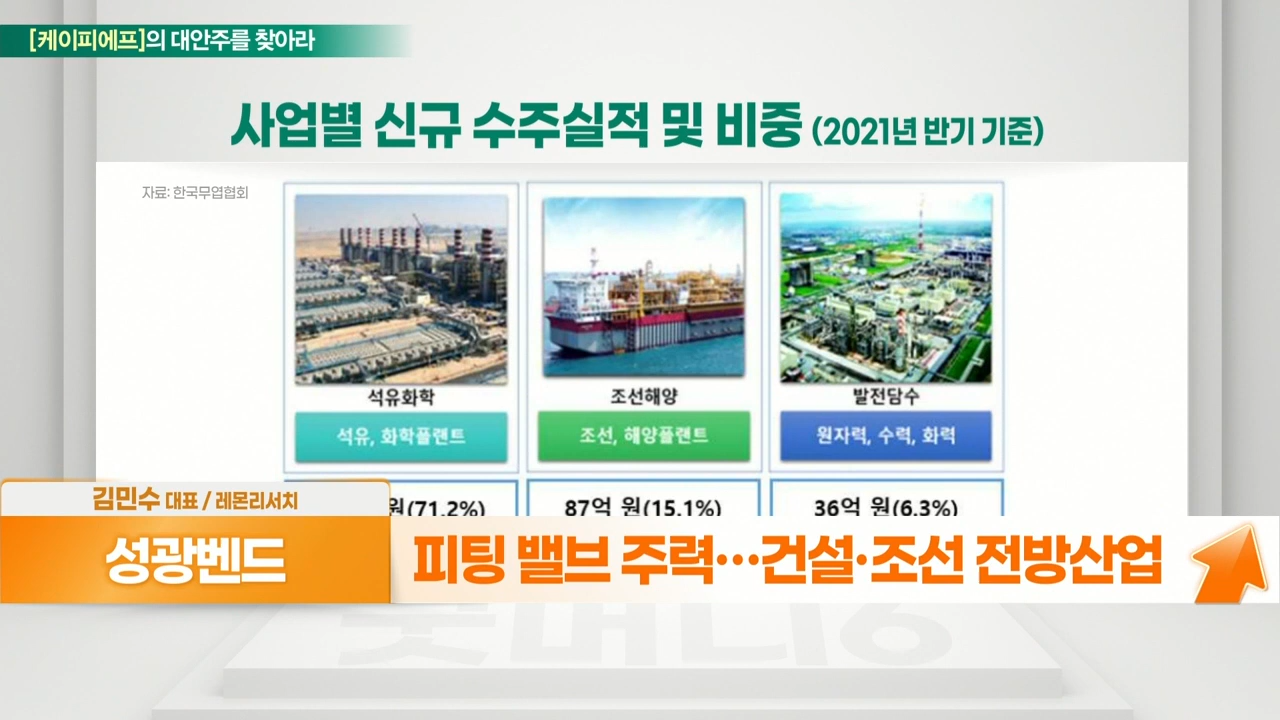 [케이피에프]의 대안주를 찾아라
사업별 신규 수주실적 및 비중 (2021년 반기 기준)
자료: 한국무엽협회
석유화학
조선해양
발전담수
석유, 화학플랜트
조선, 해양플랜트
원자력, 수력, 화력
원(71.2%)
87억 원(15.1%)
36억 원(6.3%)
김민수 대표 / 레몬리서치
성광벤드
피팅 밸브 주력…건설·조선 전방산업